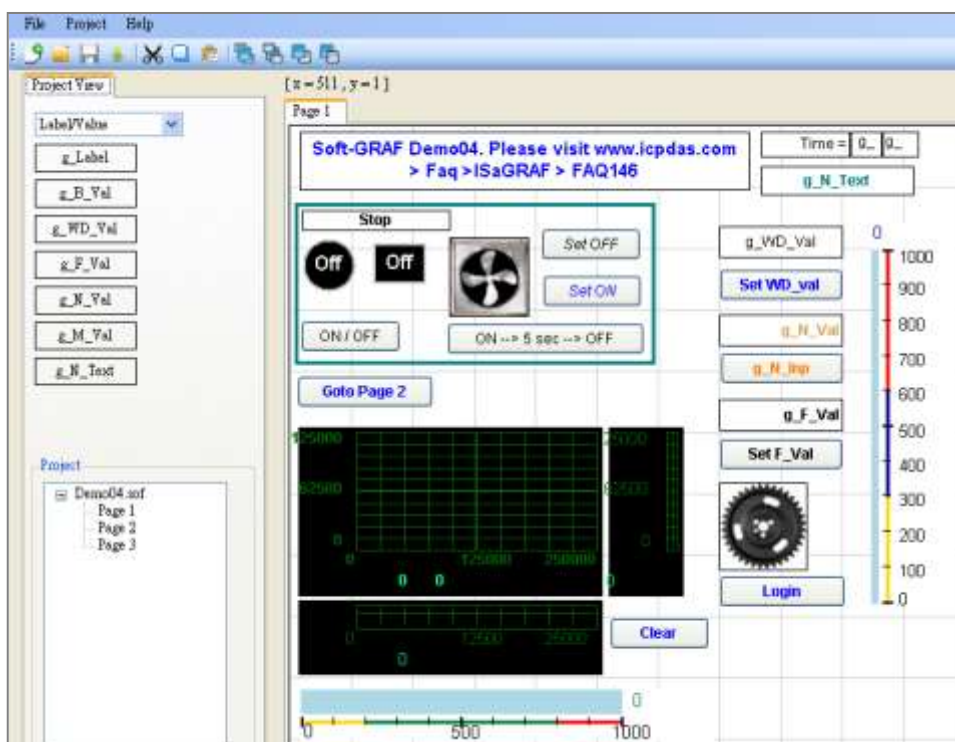 File Project Help
Project View
[ x = 511 , y = 1 ]
Page 1
Label/Value
g_Label
g_B_Val
g_WD_Val
g_F_Val
g_N_Val
g_M_Val
g_N_Text
Project
Demo04.sof
Page 1
Page 2
Page 3
Soft-GRAF Demo04. Please visit www.icpdas.com
> Faq >ISaGRAF > FAQ146
Time = g_ g_
g_N_Text
Stop
Off Off
Set OFF
Set ON
ON / OFF
ON --> 5 sec --> OFF
Goto Page 2
g_WD_Val
Set WD_val
g_N_Val
g_N_Inp
g_F_Val
Set F_Val
Login
0
1000
900
800
700
600
500
400
300
200
100
0
125000
62500
0
0 125000 250000
0 0
25000
62500
0
0
0 12500 25000
0
Clear
0
0 500 1000